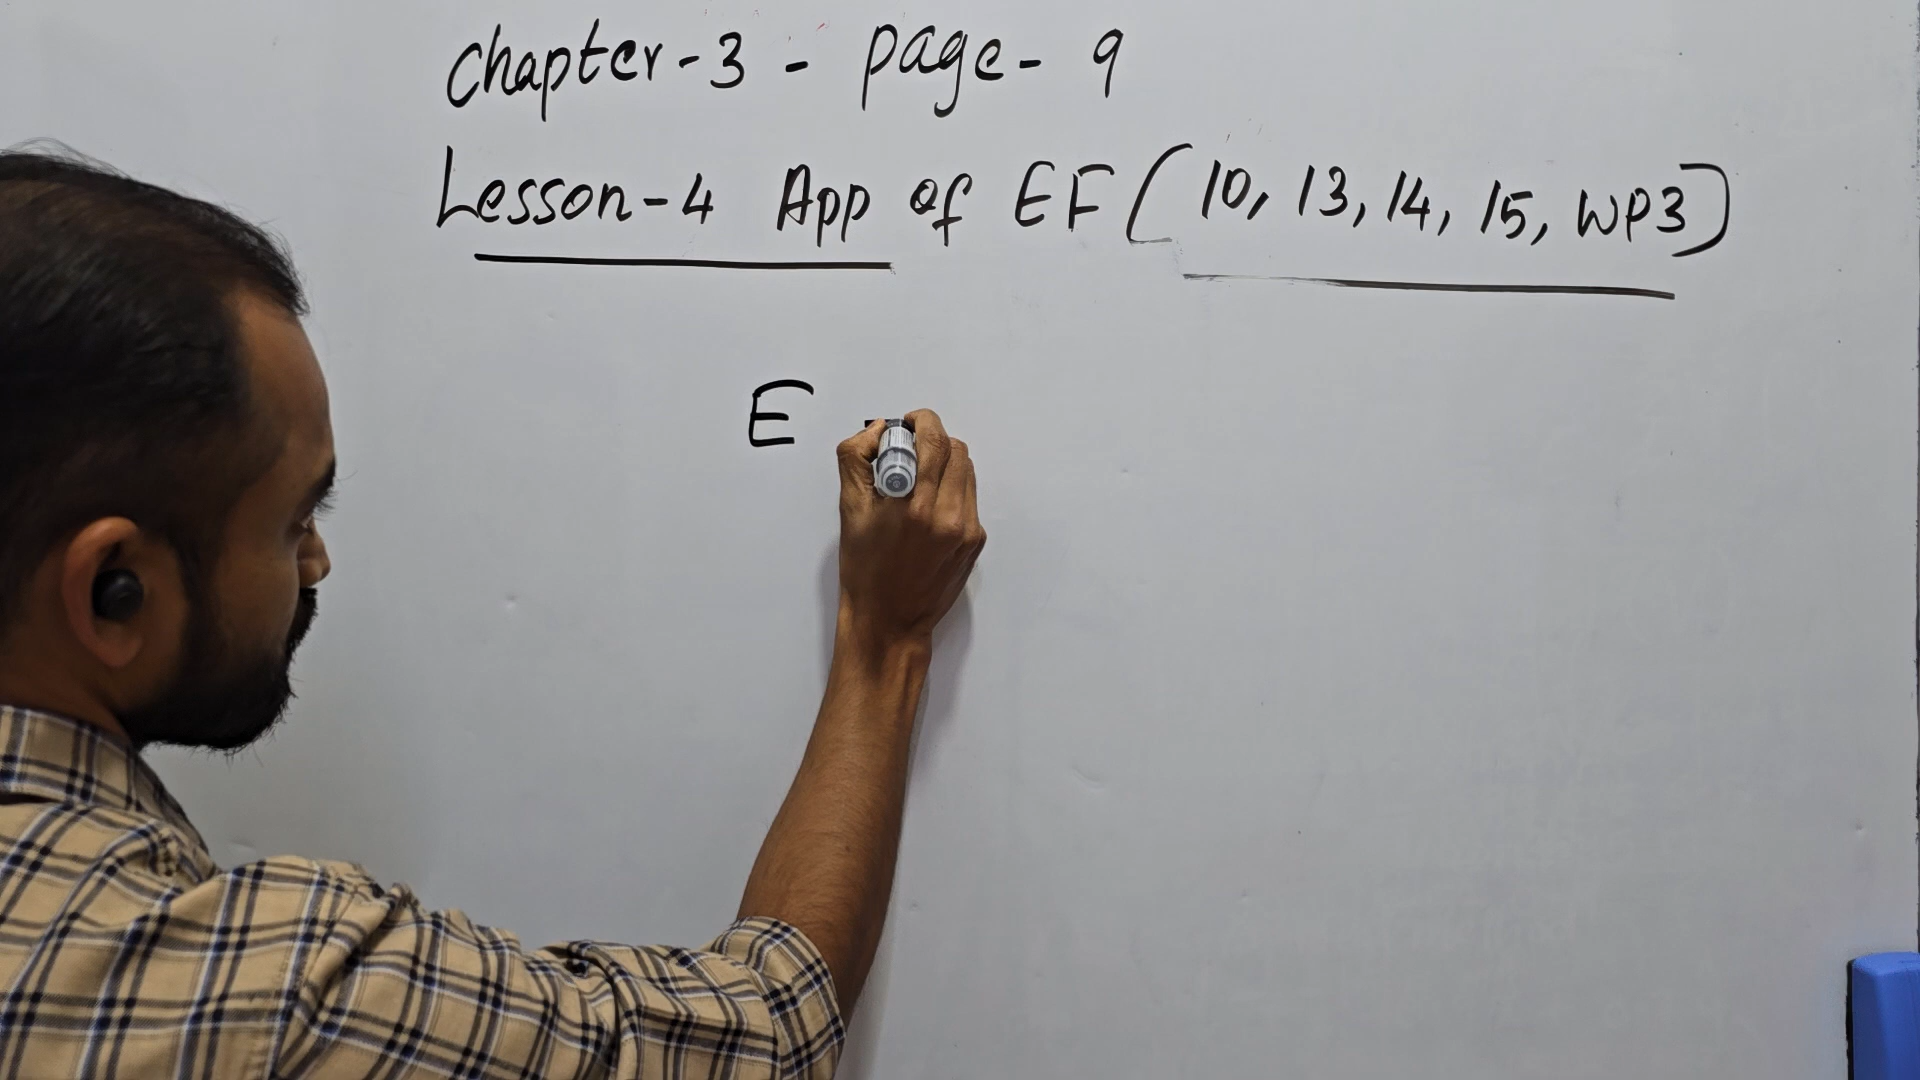 Chapter-3 - page- 9
Lesson-4 App of EF (10, 13, 14, 15, WP3)
E